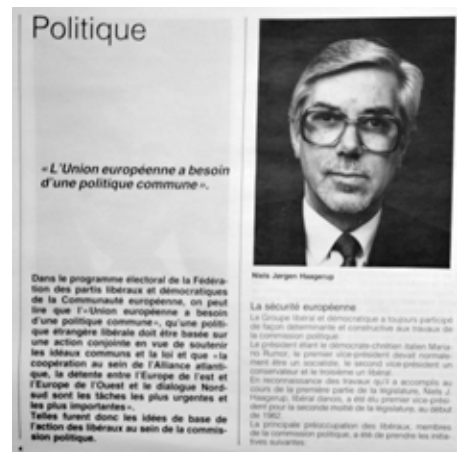 Politique
« L'Union européenne a besoin
d'une politique commune ».
Dans le programme électoral de la Fédéra-
tion des partis libéraux et démocratiques
de la Communauté européenne, on peut
lire que l'« Union européenne a besoin
d'une politique commune », qu'une politi-
que étrangère libérale doit être basée sur
une action conjointe en vue de soutenir
les idéaux communs et la loi et que « la
coopération au sein de l'Alliance atlanti-
que, la détente entre l'Europe de l'est et
l'Europe de l'Ouest et le dialogue Nord-
sud sont les tâches les plus urgentes et
les plus importantes ».
Telles furent donc les idées de base de
l'action des libéraux au sein de la commis-
sion politique.
Niels Jørgen Haagerup
La sécurité européenne
Le Groupe libéral et démocratique a toujours participé
de façon déterminante et constructive aux travaux de
la commission politique.
Le président étant le démocrate-chrétien italien Maria-
no Rumor, le premier vice-président devait normale-
ment être un socialiste, le second vice-président un
conservateur et le troisième un libéral.
En reconnaissance des travaux qu'il a accomplis au
cours de la première partie de la législature, Niels J.
Haagerup, libéral danois, a été élu premier vice-prési-
dent pour la seconde moitié de la législature, au début
de 1982.
La principale préoccupation des libéraux, membres
de la commission politique, a été de prendre les initia-
tives suivantes: